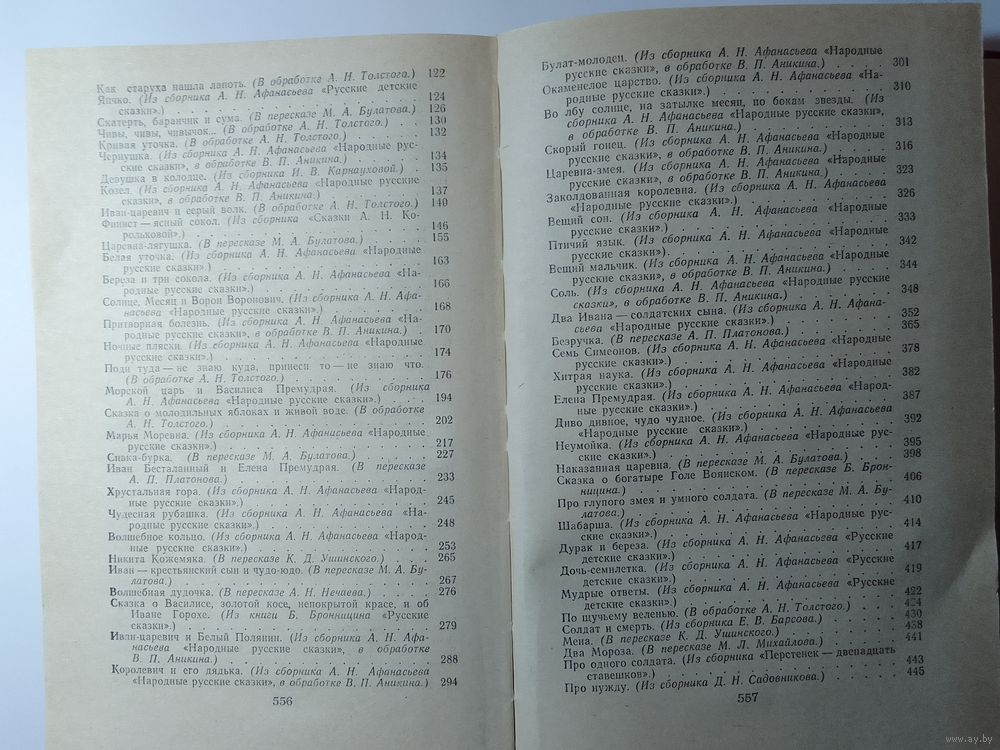 Как старуха нашла лапоть. (В обработке А. И. Толстого.) 122
Яичко. (Из сборника А. Н. Афанасьева «Русские детские
сказки».) 124
Скатерть, баранчик и сума. (В пересказе М. А. Булатова.) 126
Чивы, чивы, чивычок... (В обработке А. Н. Толстого.) 130
Кривая уточка. (В обработке А. Н. Толстого.) 132
Чернушка. (Из сборника А. Н. Афанасьева «Народные рус-
ские сказки», в обработке В. П. Аникина.) 134
Девушка в колодце. (Из сборника И. В. Карнауховой.) 135
Козел. (Из сборника А. Н. Афанасьева «Народные русские
сказки», в обработке В. П. Аникина.) 137
Иван-царевич и серый волк. (В обработке А. Н. Толстого.) 140
Финист — ясный сокол. (Из сборника «Сказки А. Н. Ко-
рольковой».) 146
Царевна-лягушка. (В пересказе М. А. Булатова.) 155
Белая уточка. (Из сборника А. Н. Афанасьева «Народные
русские сказки».) 163
Береза и три сокола. (Из сборника А. Н. Афанасьева «На-
родные русские сказки».) 166
Солнце, Месяц и Ворон Воронович. (Из сборника А. Н. Афа-
насьева «Народные русские сказки».) 168
Притворная болезнь. (Из сборника А. Н. Афанасьева «На-
родные русские сказки», в обработке В. П. Аникина.) 170
Ночные пляски. (Из сборника А. Н. Афанасьева «Народные
русские сказки».) 174
Поди туда — не знаю куда, принеси то — не знаю что.
(В обработке А. Н. Толстого.) 176
Морской царь и Василиса Премудрая. (Из сборника
А. Н. Афанасьева «Народные русские сказки».) 194
Сказка о молодильных яблоках и живой воде. (В обработке
А. Н. Толстого.) 202
Марья Моревна. (Из сборника А. Н. Афанасьева «Народные
русские сказки».) 217
Сивка-бурка. (В пересказе М. А. Булатова.) 227
Иван Бесталанный и Елена Премудрая. (В пересказе
А. П. Платонова.) 233
Хрустальная гора. (Из сборника А. Н. Афанасьева «Народ-
ные русские сказки».) 245
Чудесная рубашка. (Из сборника А. Н. Афанасьева «На-
родные русские сказки».) 248
Волшебное кольцо. (Из сборника А. Н. Афанасьева «Народ-
ные русские сказки».) 253
Никита Кожемяка. (В пересказе К. Д. Ушинского.) 265
Иван — крестьянский сын и чудо-юдо. (В пересказе М. А. Бу-
латова.) 267
Волшебная дудочка. (В пересказе А. Н. Нечаева.) 276
Сказка о Василисе, золотой косе, непокрытой красе, и об
Иване Горохе. (Из книги Б. Бронницина «Русские
сказки».) 279
Иван-царевич и Белый Полянин. (Из сборника А. Н. Афа-
насьева «Народные русские сказки», в обработке
В. П. Аникина.) 288
Королевич и его дядька. (Из сборника А. Н. Афанасьева
«Народные русские сказки», в обработке В. П. Аникина.) 294
556
Булат-молодец. (Из сборника А. Н. Афанасьева «Народные
русские сказки», в обработке В. П. Аникина.) 301
Окаменелое царство. (Из сборника А. Н. Афанасьева «На-
родные русские сказки».) 310
Во лбу солнце, на затылке месяц, по бокам звезды. (Из
сборника А. Н. Афанасьева «Народные русские сказки»,
в обработке В. П. Аникина.) 313
Скорый гонец. (Из сборника А. Н. Афанасьева «Народные
русские сказки», в обработке В. П. Аникина.) 316
Царевна-змея. (Из сборника А. Н. Афанасьева «Народные
русские сказки», в обработке В. П. Аникина.) 323
Заколдованная королевна. (Из сборника А. Н. Афанасьева
«Народные русские сказки».) 326
Вещий сон. (Из сборника А. Н. Афанасьева «Народные
русские сказки».) 333
Птичий язык. (Из сборника А. Н. Афанасьева «Народные
русские сказки».) 342
Вещий мальчик. (Из сборника А. Н. Афанасьева «Народные
русские сказки», в обработке В. П. Аникина.) 344
Соль. (Из сборника А. Н. Афанасьева «Народные русские
сказки», в обработке В. П. Аникина.) 348
Два Ивана — солдатских сына. (Из сборника А. Н. Афана-
сьева «Народные русские сказки».) 352
Безручка. (В пересказе А. П. Платонова.) 365
Семь Симеонов. (Из сборника А. Н. Афанасьева «Народные
русские сказки».) 378
Хитрая наука. (Из сборника А. Н. Афанасьева «Народные
русские сказки».) 382
Елена Премудрая. (Из сборника А. Н. Афанасьева «Народ-
ные русские сказки».) 387
Диво дивное, чудо чудное. (Из сборника А. Н. Афанасьева
«Народные русские сказки».) 392
Неумойка. (Из сборника А. Н. Афанасьева «Народные рус-
ские сказки».) 395
Наказанная царевна. (В пересказе М. А. Булатова.) 398
Сказка о богатыре Голе Воянском. (В пересказе Б. Брон-
ницина.) 406
Про глупого змея и умного солдата. (В пересказе М. А. Бу-
латова.) 410
Шабарша. (Из сборника А. Н. Афанасьева «Народные рус-
ские сказки».) 414
Дурак и береза. (Из сборника А. Н. Афанасьева «Русские
детские сказки».) 417
Дочь-семилетка. (Из сборника А. Н. Афанасьева «Русские
детские сказки».) 419
Мудрые ответы. (Из сборника А. Н. Афанасьева «Русские
детские сказки».) 422
По щучьему веленью. (В обработке А. Н. Толстого.) 424
Солдат и смерть. (Из сборника Е. В. Барсова.) 430
Мена. (В пересказе К. Д. Ушинского.) 438
Два Мороза. (В пересказе М. Л. Михайлова.) 441
Про одного солдата. (Из сборника «Перстенек — двенадцать
ставешков».) 443
Про нужду. (Из сборника Д. Н. Садовникова.) 445
557
www.ay.by